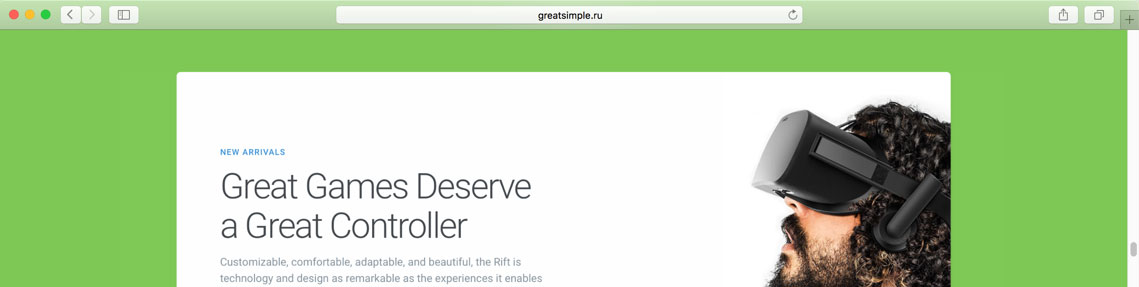 greatsimple.ru
NEW ARRIVALS
Great Games Deserve
a Great Controller
Customizable, comfortable, adaptable, and beautiful, the Rift is
technology and design as remarkable as the experiences it enables